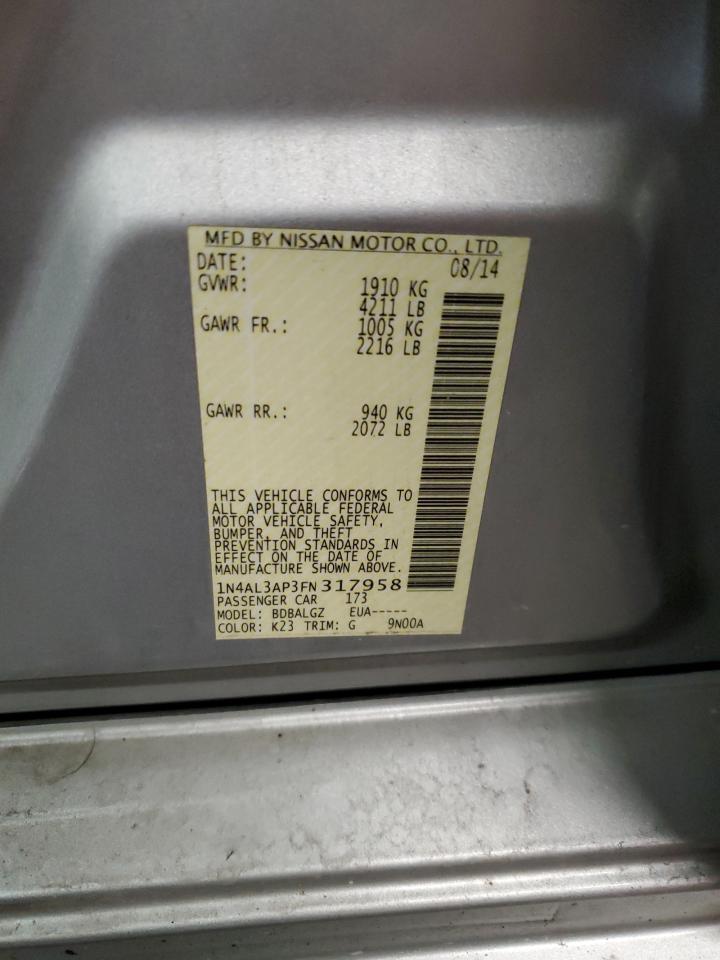 MFD BY NISSAN MOTOR CO., LTD.
DATE: 08/14
GVWR: 1910 KG
4211 LB
GAWR FR.: 1005 KG
2216 LB
GAWR RR.: 940 KG
2072 LB
THIS VEHICLE CONFORMS TO
ALL APPLICABLE FEDERAL
MOTOR VEHICLE SAFETY,
BUMPER, AND THEFT
PREVENTION STANDARDS IN
EFFECT ON THE DATE OF
MANUFACTURE SHOWN ABOVE.
1N4AL3AP3FN317958
PASSENGER CAR 173
MODEL: BDBALGZ EUA-----
COLOR: K23 TRIM: G 9N00A